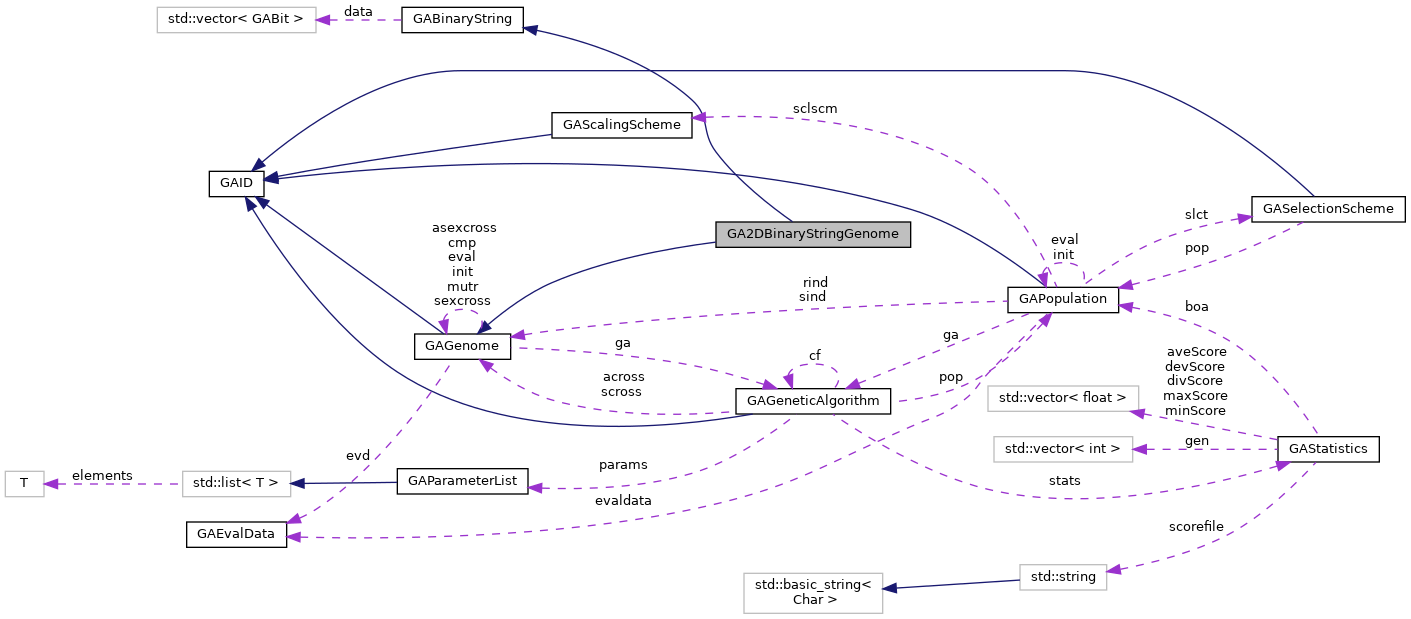 std::vector< GABit >
data
GABinaryString
sclscm
GAScalingScheme
GAID
GASelectionScheme
slct
GA2DBinaryStringGenome
asexcross
cmp
eval
init
mutr
sexcross
eval
init
pop
rind
sind
GAPopulation
boa
ga
ga
GAGenome
cf
aveScore
devScore
divScore
maxScore
minScore
across
scross
pop
GAGeneticAlgorithm
std::vector< float >
gen
std::vector< int >
GAStatistics
evd
params
elements
T
std::list< T >
GAParameterList
stats
evaldata
GAEvalData
scorefile
std::string
std::basic_string<
Char >